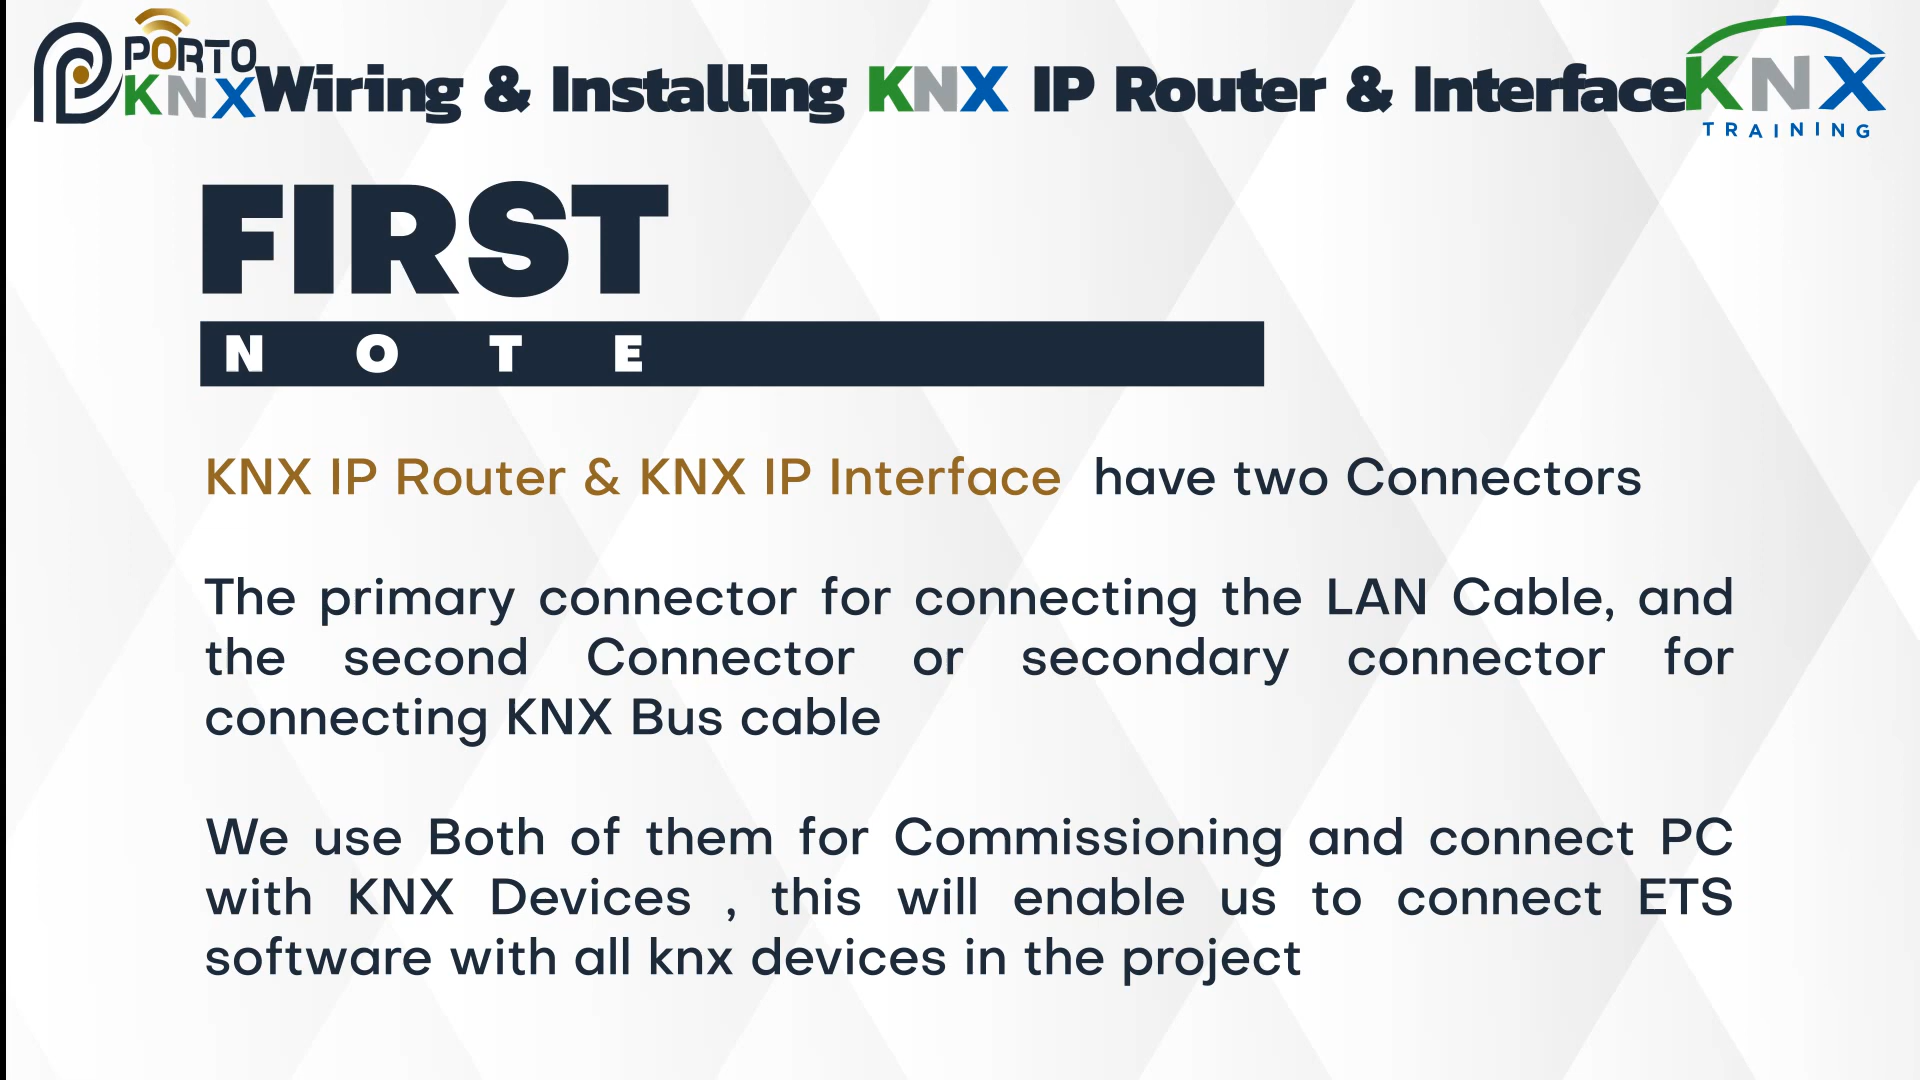 PORTO
KNX
Wiring & Installing KNX IP Router & Interface
KNX
TRAINING
FIRST
NOTE
KNX IP Router & KNX IP Interface have two Connectors
The primary connector for connecting the LAN Cable, and
the second Connector or secondary connector for
connecting KNX Bus cable
We use Both of them for Commissioning and connect PC
with KNX Devices , this will enable us to connect ETS
software with all knx devices in the project